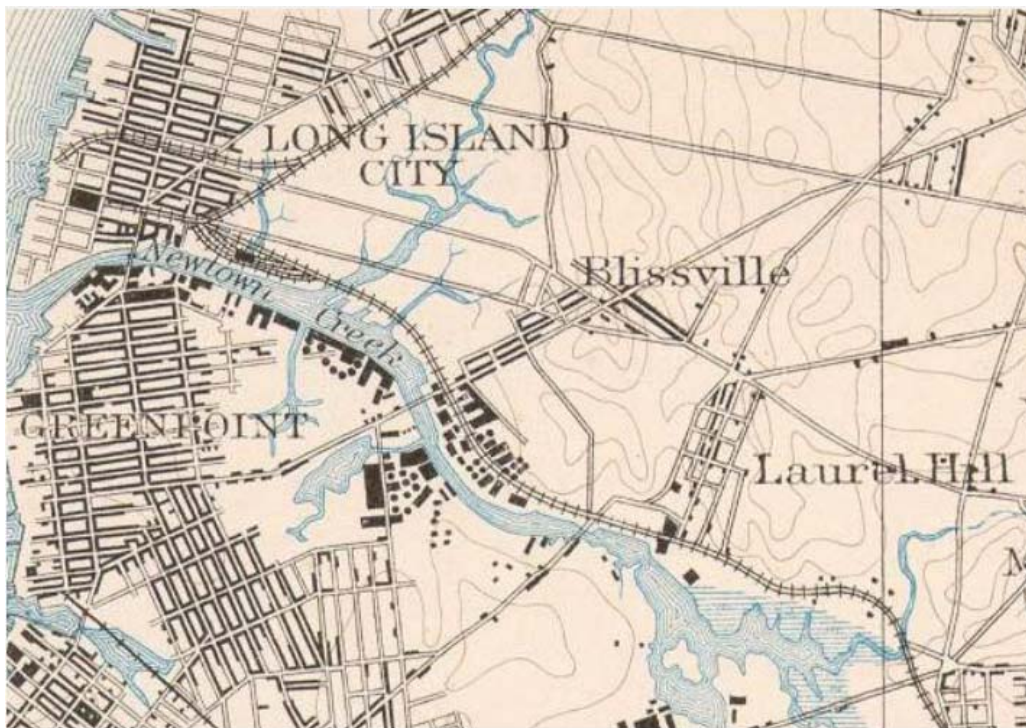 LONG ISLAND
CITY
Newtown Creek
Blissville
GREENPOINT
Laurel Hill
M